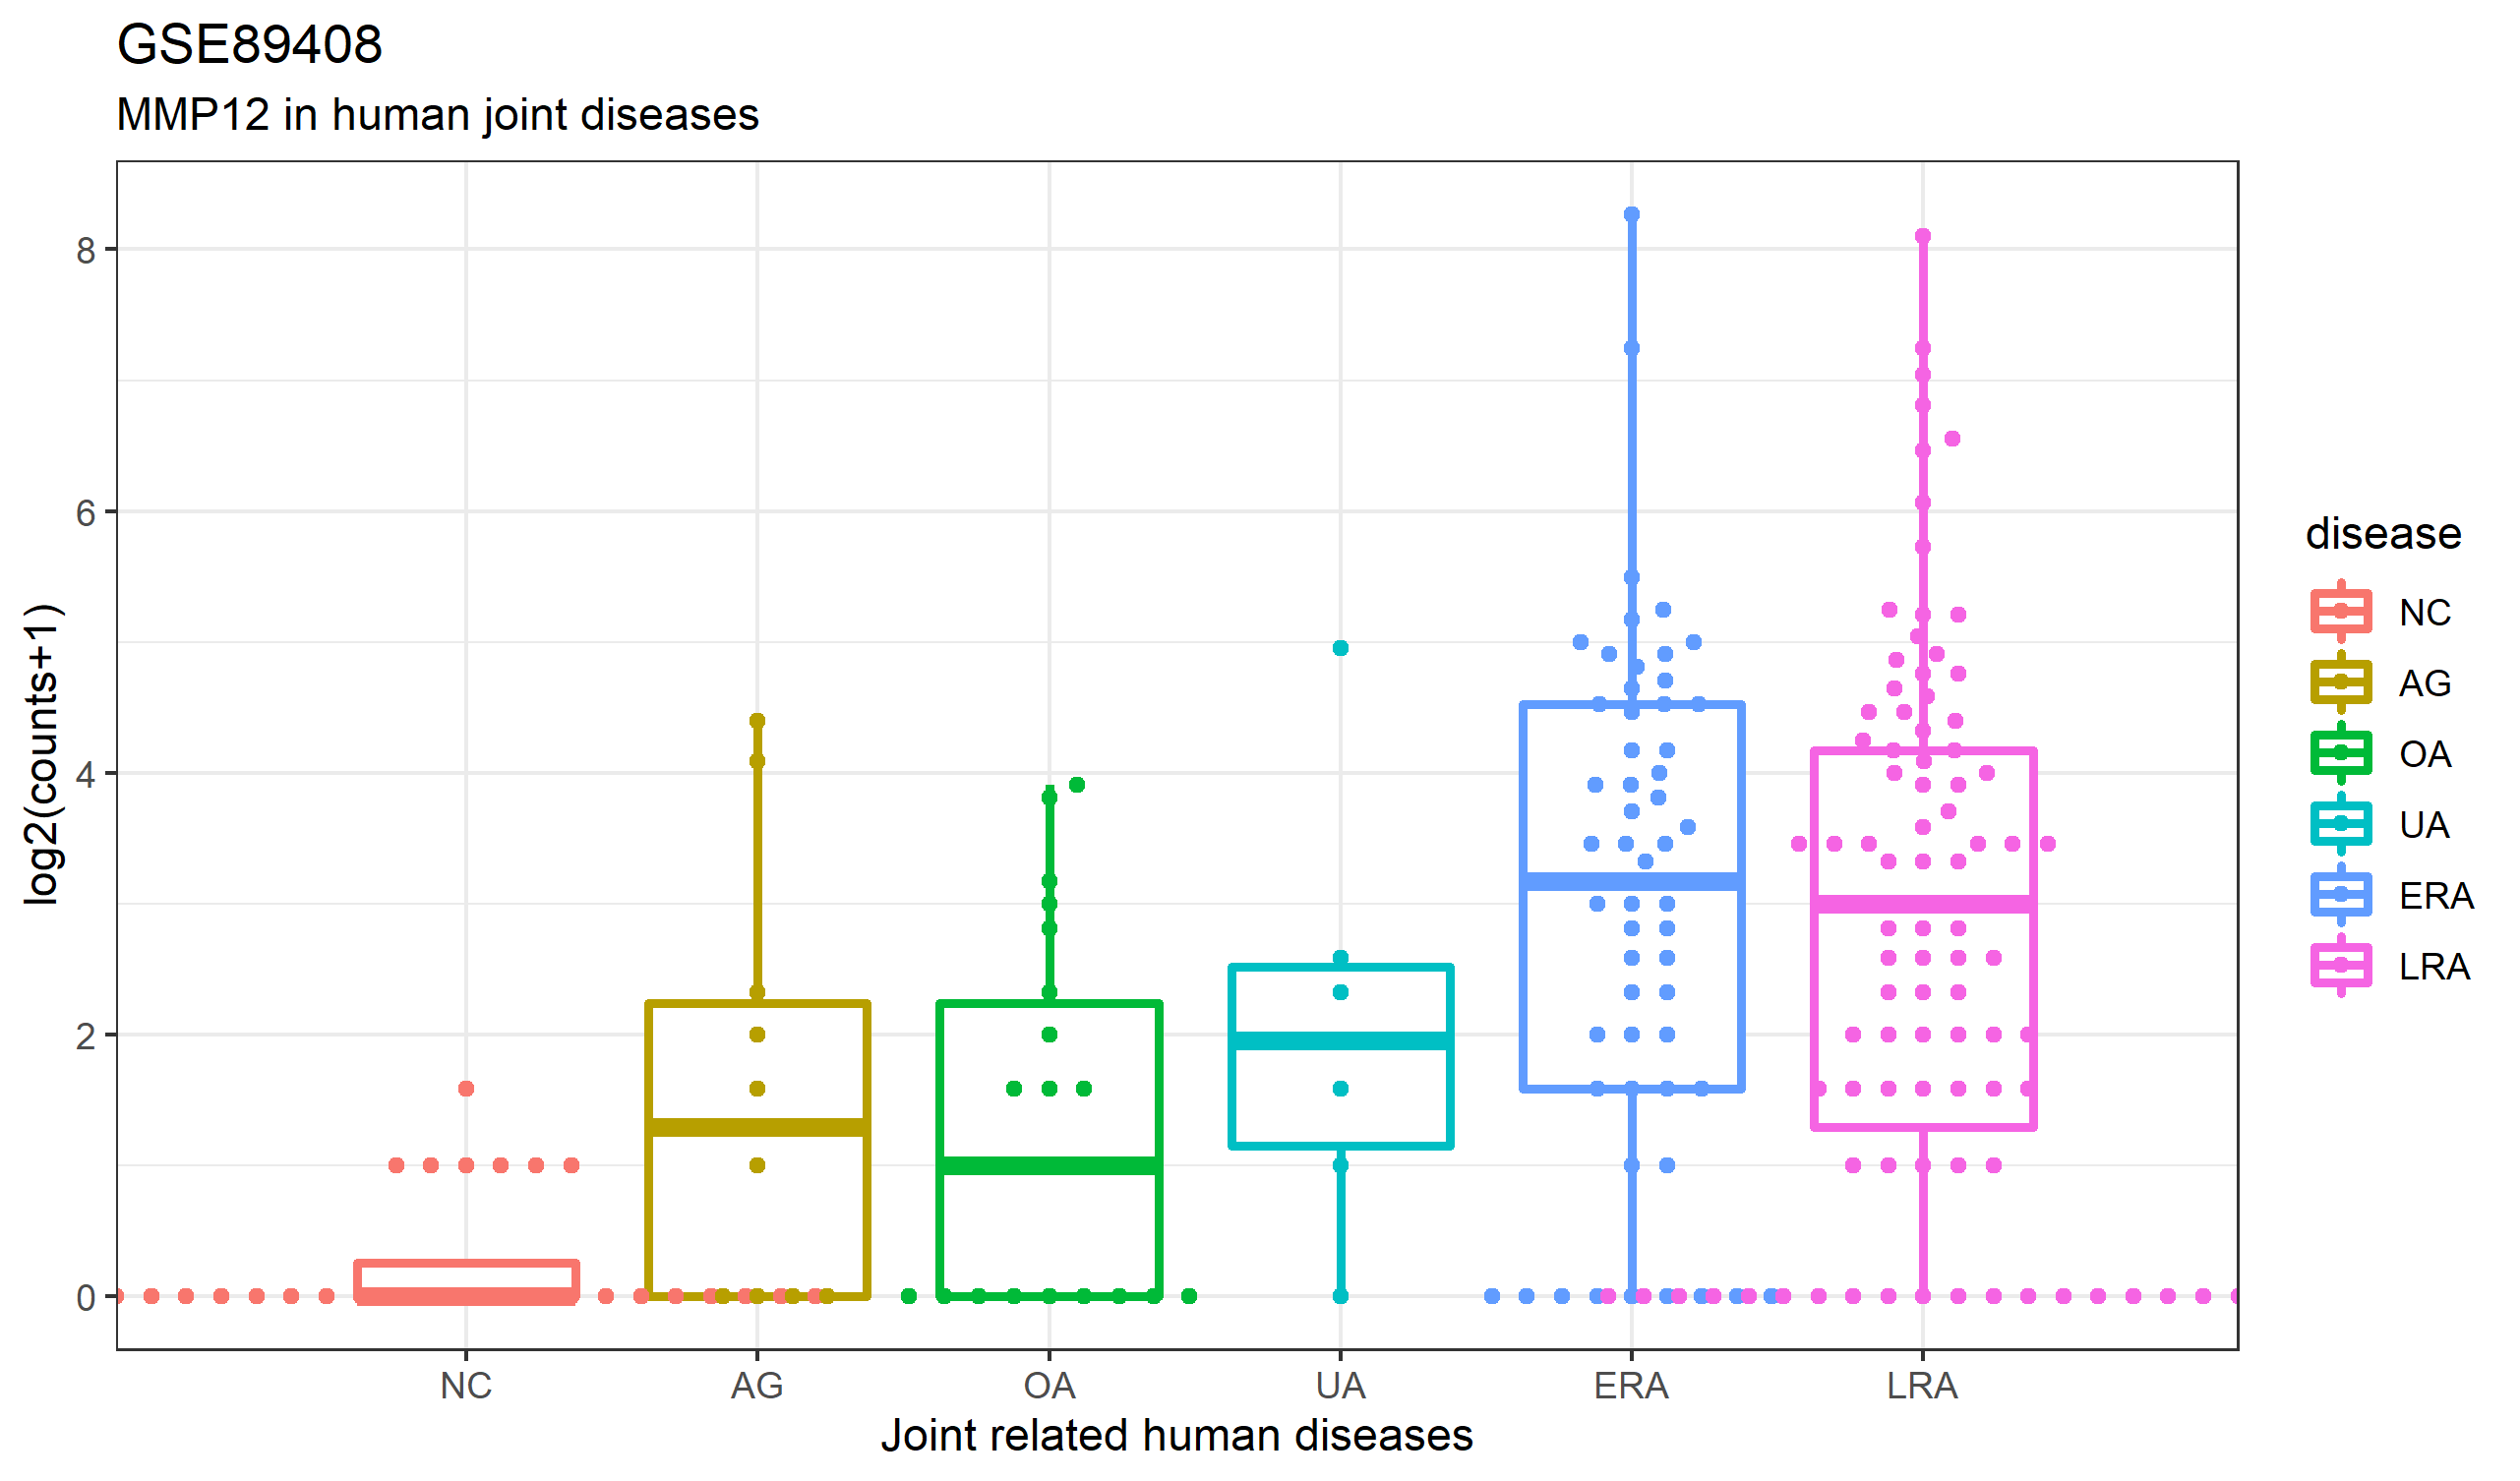 GSE89408
MMP12 in human joint diseases
log2(counts+1)
8
6
4
2
0
NC
AG
OA
UA
ERA
LRA
Joint related human diseases
disease
NC
AG
OA
UA
ERA
LRA